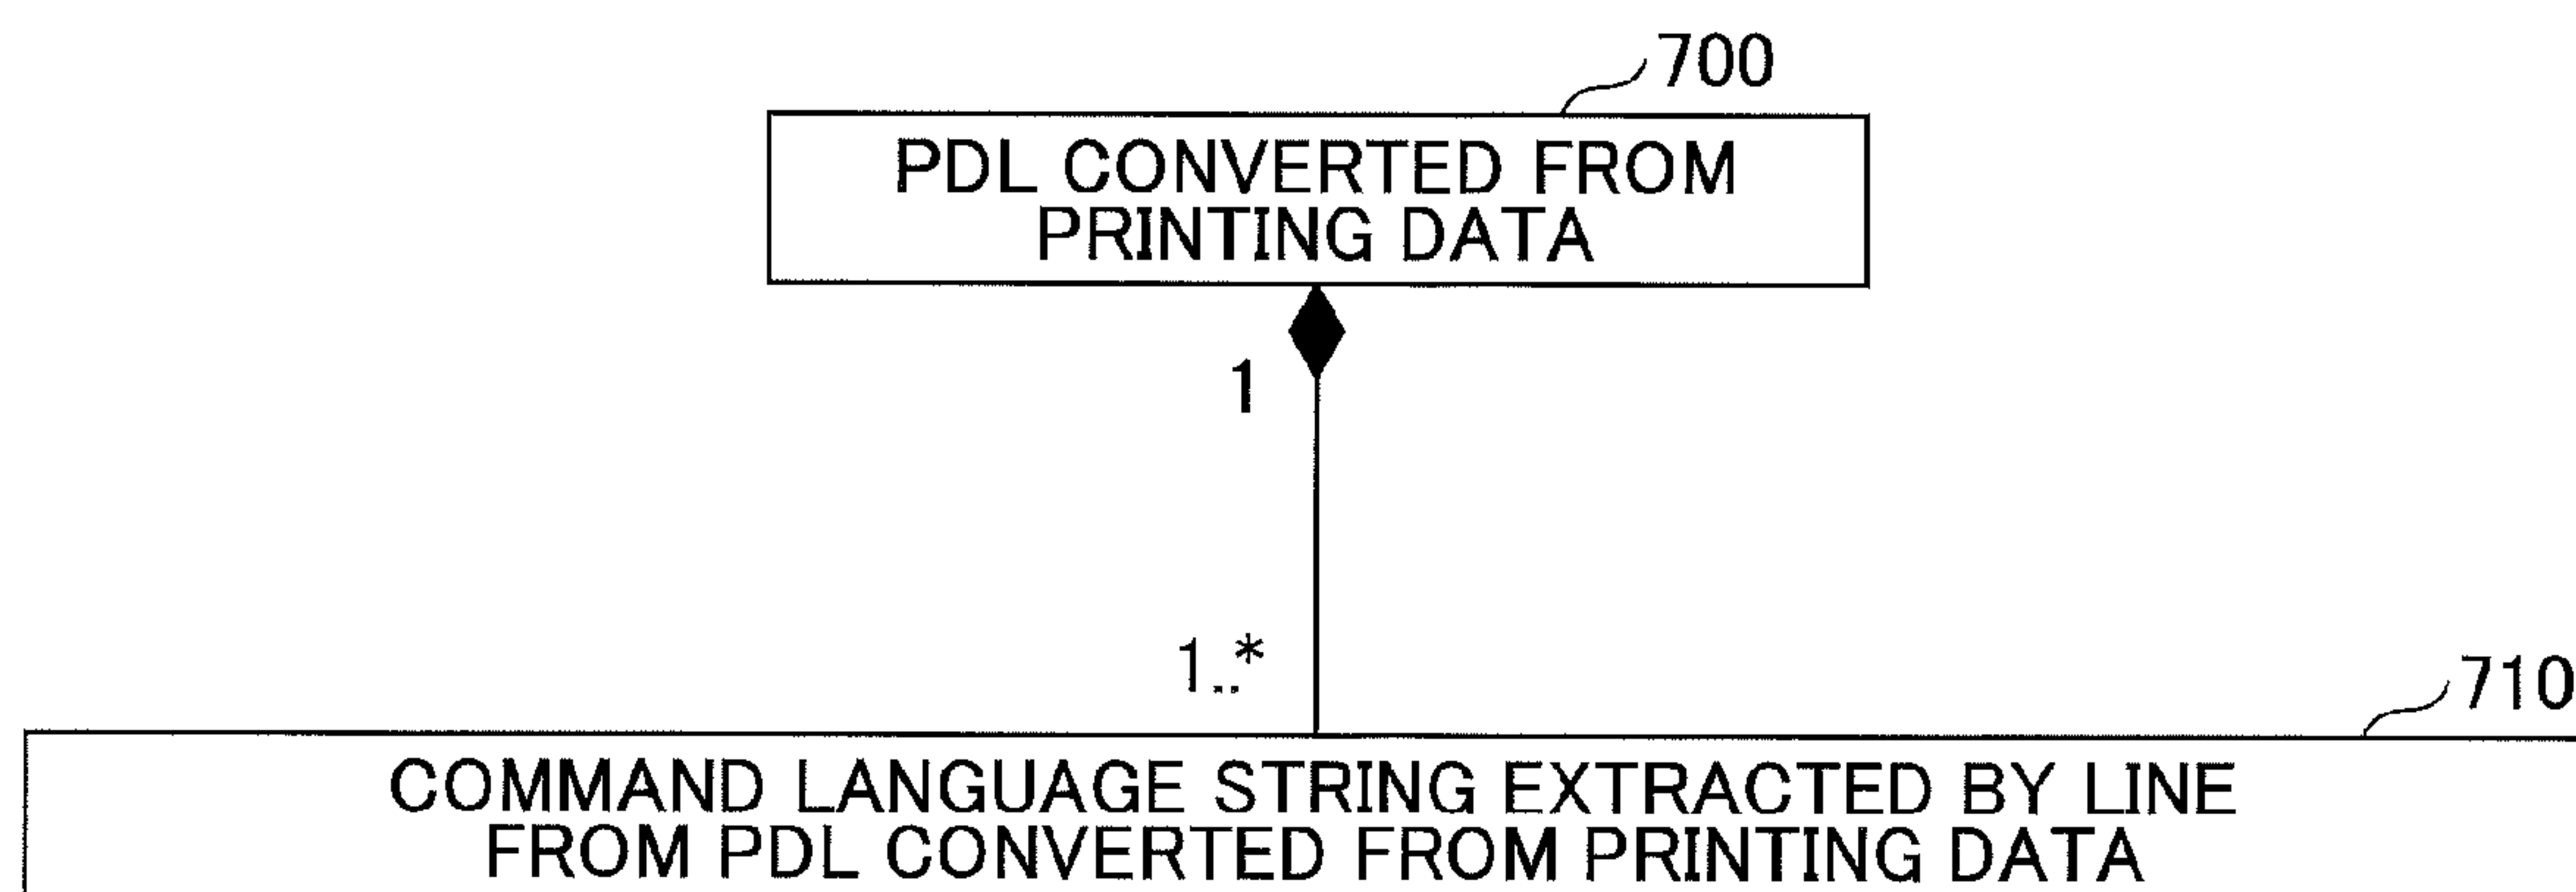 700
PDL CONVERTED FROM
PRINTING DATA
1
1..*
710
COMMAND LANGUAGE STRING EXTRACTED BY LINE
FROM PDL CONVERTED FROM PRINTING DATA